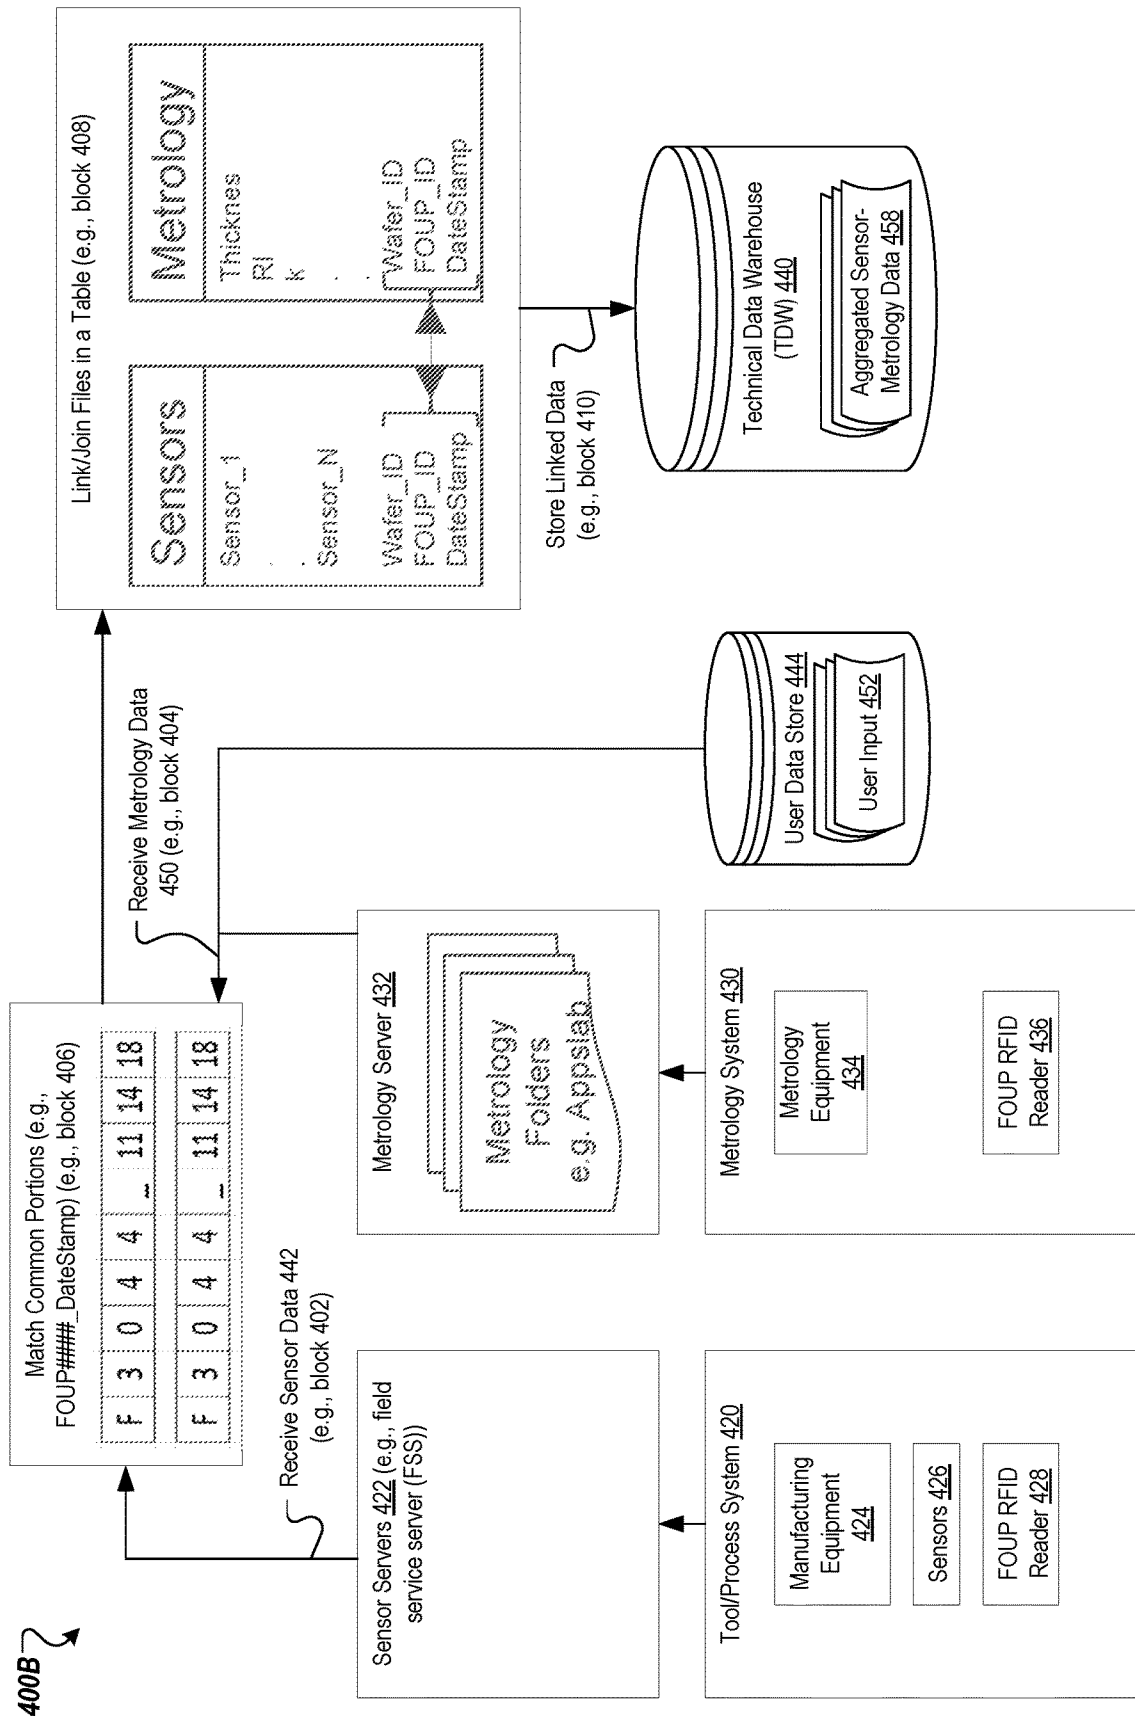 400B
Match Common Portions (e.g.,
FOUP####_DateStamp) (e.g., block 406)
F 3 0 4 4 _ 11 14 18
F 3 0 4 4 _ 11 14 18
Receive Sensor Data 442
(e.g., block 402)
Receive Metrology Data
450 (e.g., block 404)
Link/Join Files in a Table (e.g., block 408)
Sensors
Sensor_1
.
.
Sensor_N
Wafer_ID
FOUP_ID
DateStamp
Metrology
Thicknes
RI
k
.
.
Wafer_ID
FOUP_ID
DateStamp
Sensor Servers 422 (e.g., field
service server (FSS))
Metrology Server 432
Metrology
Folders
e.g. Appslab
Store Linked Data
(e.g., block 410)
Tool/Process System 420
Manufacturing
Equipment
424
Sensors 426
FOUP RFID
Reader 428
Metrology System 430
Metrology
Equipment
434
FOUP RFID
Reader 436
User Data Store 444
User Input 452
Technical Data Warehouse
(TDW) 440
Aggregated Sensor-
Metrology Data 458